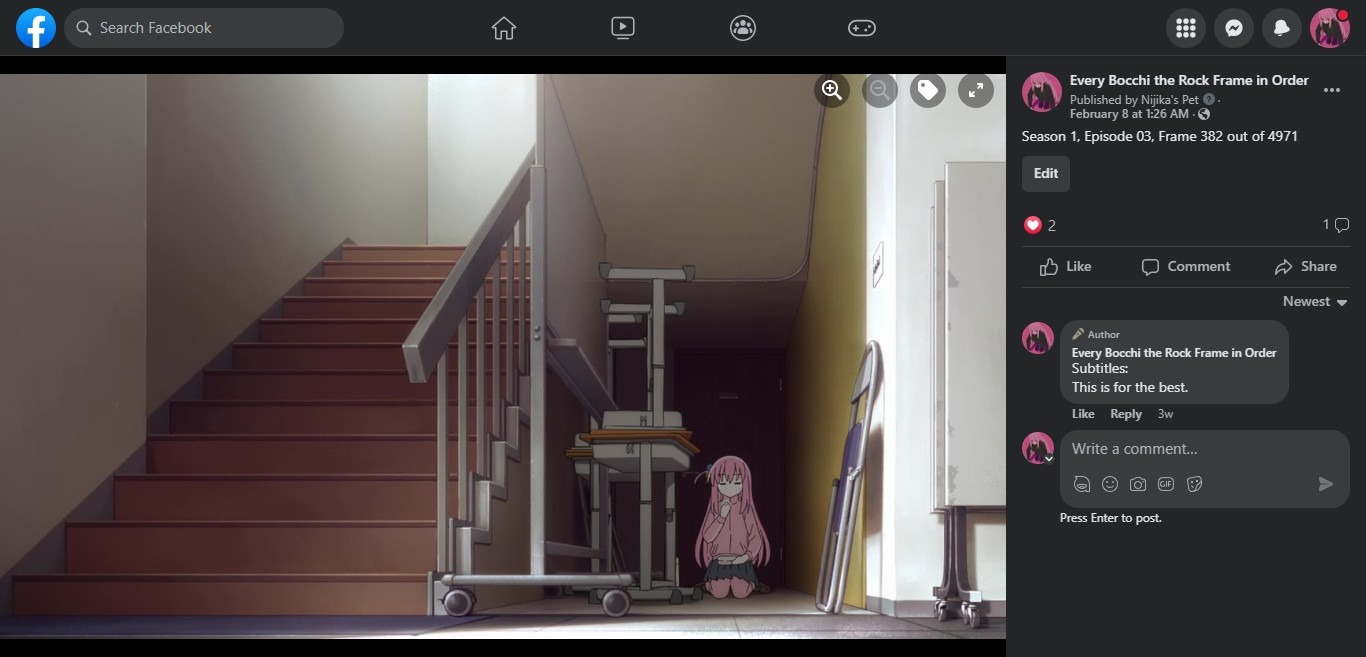 Search Facebook
Every Bocchi the Rock Frame in Order
Published by Nijika's Pet ·
February 8 at 1:26 AM ·
Season 1, Episode 03, Frame 382 out of 4971
Edit
2
1
Like
Comment
Share
Newest
Author
Every Bocchi the Rock Frame in Order
Subtitles:
This is for the best.
Like Reply 3w
Write a comment...
GIF
Press Enter to post.